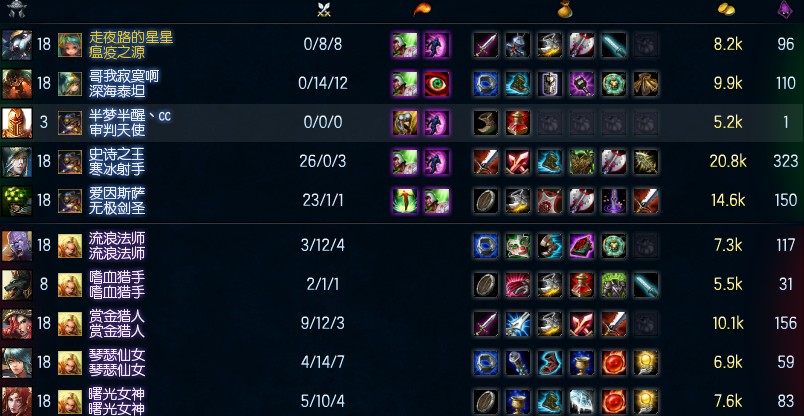 18 走夜路的星星 0/8/8 8.2k 96
瘟疫之源
18 哥我寂寞啊 0/14/12 9.9k 110
深海泰坦
3 半梦半醒丶cc 0/0/0 5.2k 1
审判天使
18 史诗之王 26/0/3 20.8k 323
寒冰射手
18 爱因斯萨 23/1/1 14.6k 150
无极剑圣
18 流浪法师 3/12/4 7.3k 117
流浪法师
8 嗜血猎手 2/1/1 5.5k 31
嗜血猎手
18 赏金猎人 9/12/3 10.1k 156
赏金猎人
18 琴瑟仙女 4/14/7 6.9k 59
琴瑟仙女
18 曙光女神 5/10/4 7.6k 83
曙光女神